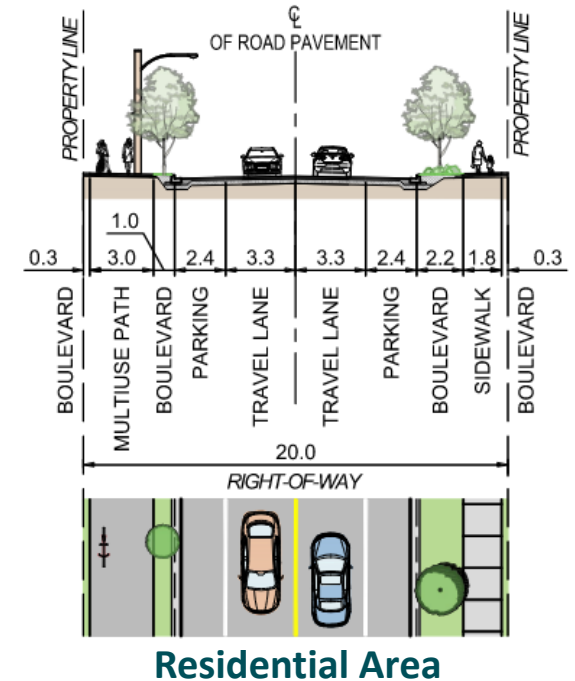 ℄
OF ROAD PAVEMENT
PROPERTY LINE
PROPERTY LINE
1.0
0.3 3.0 2.4 3.3 3.3 2.4 2.2 1.8 0.3
BOULEVARD
MULTIUSE PATH
BOULEVARD
PARKING
TRAVEL LANE
TRAVEL LANE
PARKING
BOULEVARD
SIDEWALK
BOULEVARD
20.0
RIGHT-OF-WAY
Residential Area